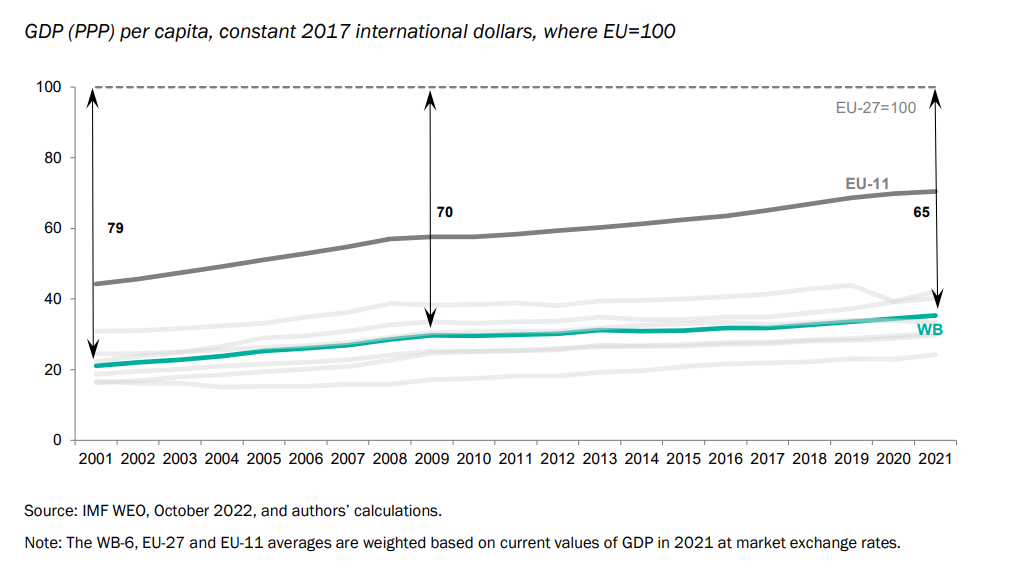 GDP (PPP) per capita, constant 2017 international dollars, where EU=100
100
EU-27=100
80
EU-11
79
70
65
60
40
WB
20
0
2001 2002 2003 2004 2005 2006 2007 2008 2009 2010 2011 2012 2013 2014 2015 2016 2017 2018 2019 2020 2021
Source: IMF WEO, October 2022, and authors’ calculations.
Note: The WB-6, EU-27 and EU-11 averages are weighted based on current values of GDP in 2021 at market exchange rates.